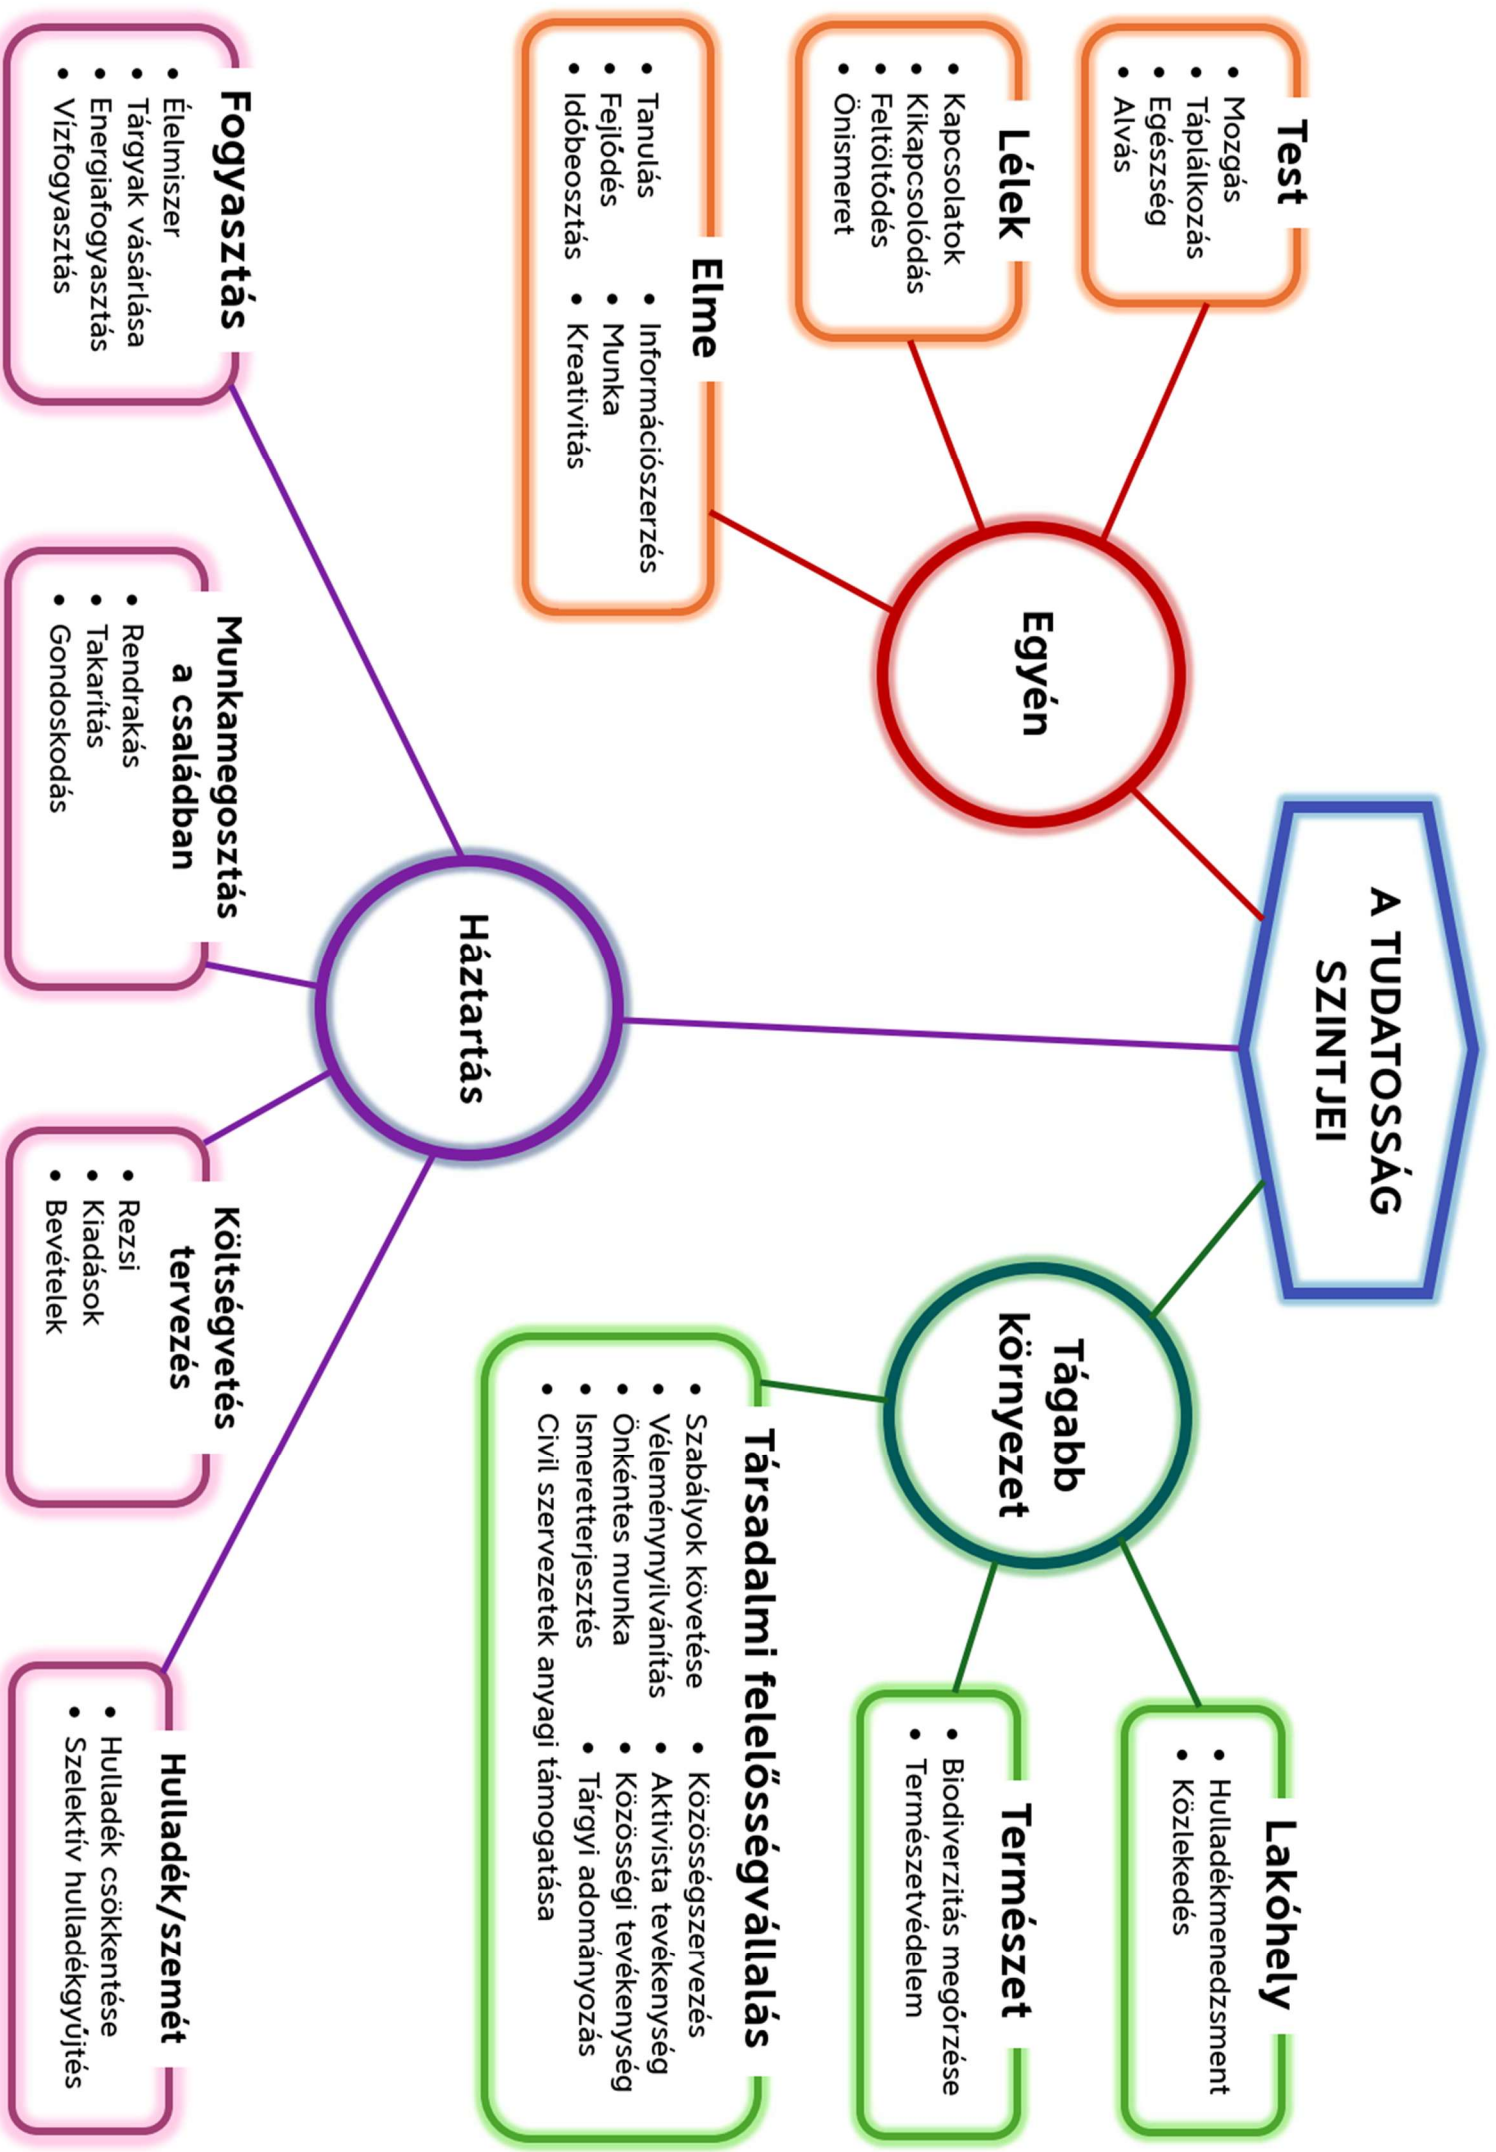 A TUDATOSSÁG
SZINTJEI
Egyén
Test
• Mozgás
• Táplálkozás
• Egészség
• Alvás
Lélek
• Kapcsolatok
• Kikapcsolódás
• Feltöltődés
• Önismeret
Elme
• Tanulás
• Fejlődés
• Időbeosztás
• Információszerzés
• Munka
• Kreativitás
Tágabb
környezet
Lakóhely
• Hulladékmenedzsment
• Közlekedés
Természet
• Biodiverzitás megőrzése
• Természetvédelem
Társadalmi felelősségvállalás
• Szabályok követése
• Véleménynyilvánítás
• Önkéntes munka
• Ismeretterjesztés
• Civil szervezetek anyagi támogatása
• Közösségszervezés
• Aktivista tevékenység
• Közösségi tevékenység
• Tárgyi adományozás
Háztartás
Fogyasztás
• Élelmiszer
• Tárgyak vásárlása
• Energiafogyasztás
• Vízfogyasztás
Munkamegosztás
a családban
• Rendrakás
• Takarítás
• Gondoskodás
Költségvetés
tervezés
• Rezsi
• Kiadások
• Bevételek
Hulladék/szemét
• Hulladék csökkentése
• Szelektív hulladékgyűjtés